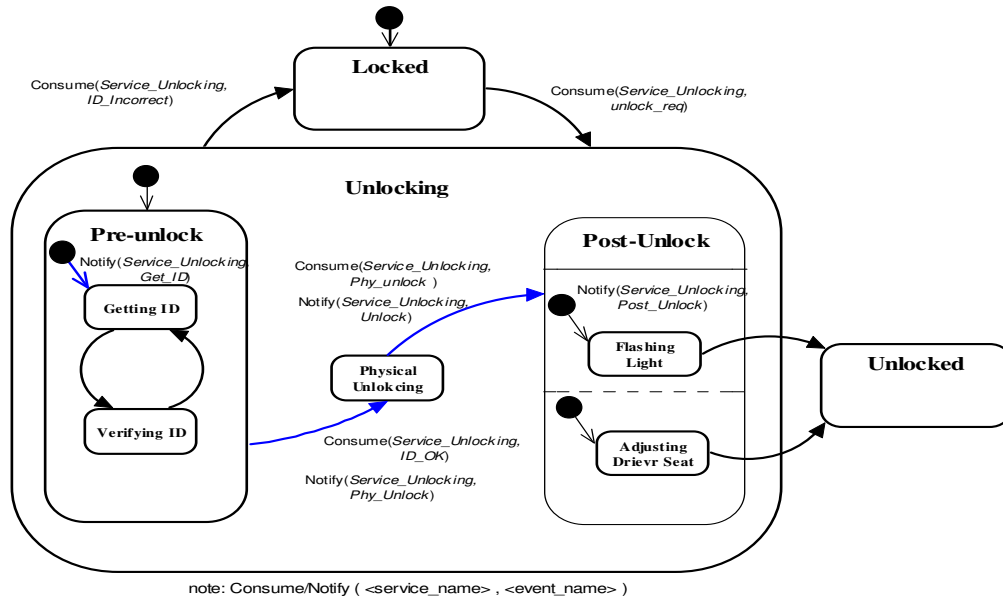 Locked
Consume(Service_Unlocking,
ID_Incorrect)
Consume(Service_Unlocking,
unlock_req)
Unlocking
Pre-unlock
Notify(Service_Unlocking,
Get_ID)
Getting ID
Verifying ID
Consume(Service_Unlocking,
Phy_unlock )
Notify(Service_Unlocking,
Unlock)
Physical
Unlokcing
Consume(Service_Unlocking,
ID_OK)
Notify(Service_Unlocking,
Phy_Unlock)
Post-Unlock
Notify(Service_Unlocking,
Post_Unlock)
Flashing
Light
Adjusting
Drievr Seat
Unlocked
note: Consume/Notify ( <service_name> , <event_name> )